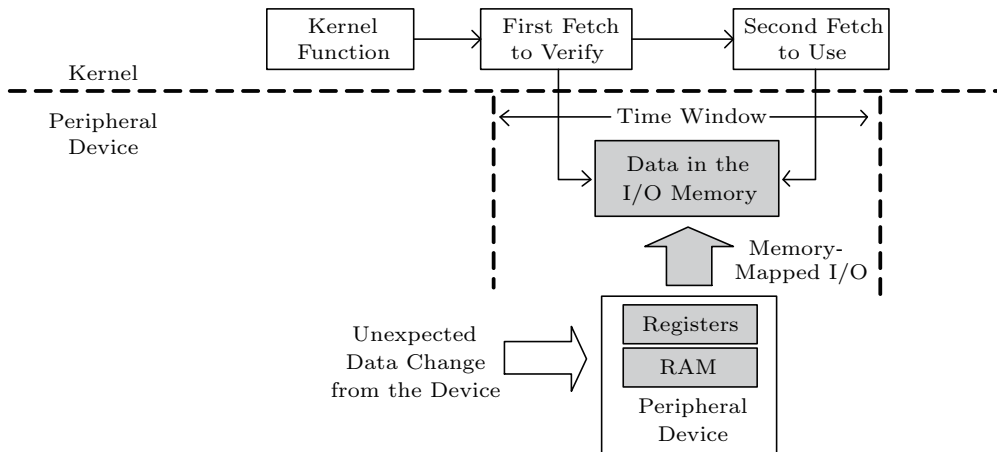 Kernel
Function
First Fetch
to Verify
Second Fetch
to Use
Kernel
Peripheral
Device
Time Window
Data in the
I/O Memory
Memory-
Mapped I/O
Unexpected
Data Change
from the Device
Registers
RAM
Peripheral
Device